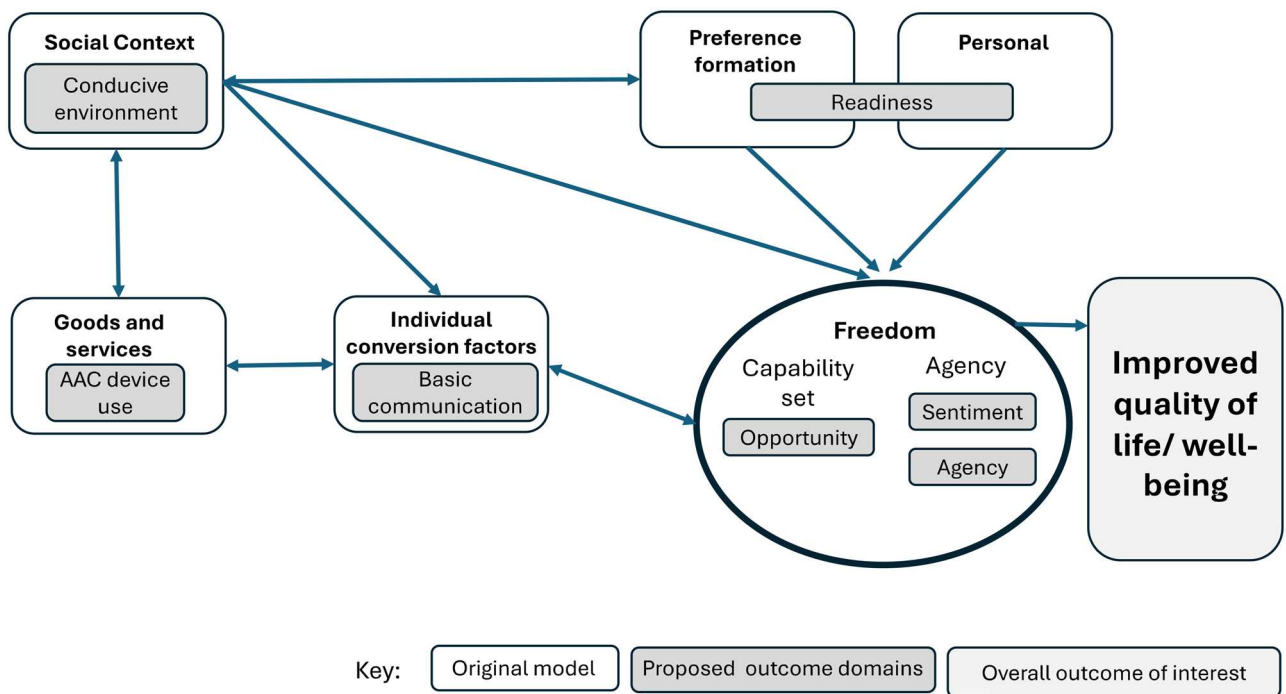 Social Context
Conducive
environment
Preference
formation
Personal
Readiness
Goods and
services
AAC device
use
Individual
conversion factors
Basic
communication
Freedom
Capability
set
Opportunity
Agency
Sentiment
Agency
Improved
quality of
life/ well-
being
Key:
Original model
Proposed outcome domains
Overall outcome of interest